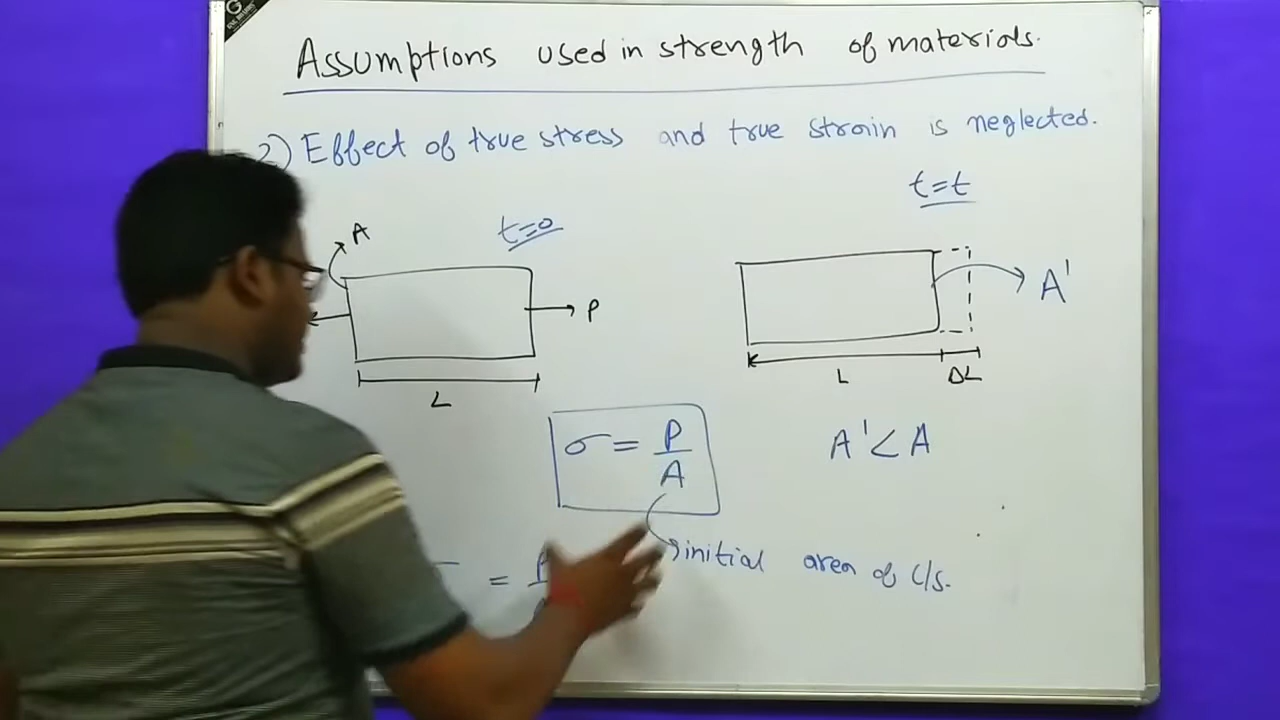 Assumptions used in strength of materials.
2) Effect of true stress and true strain is neglected.
t=t
A
t=0
P
A'
L
L ΔL
σ = P/A
A' < A
initial area of c/s.
= P